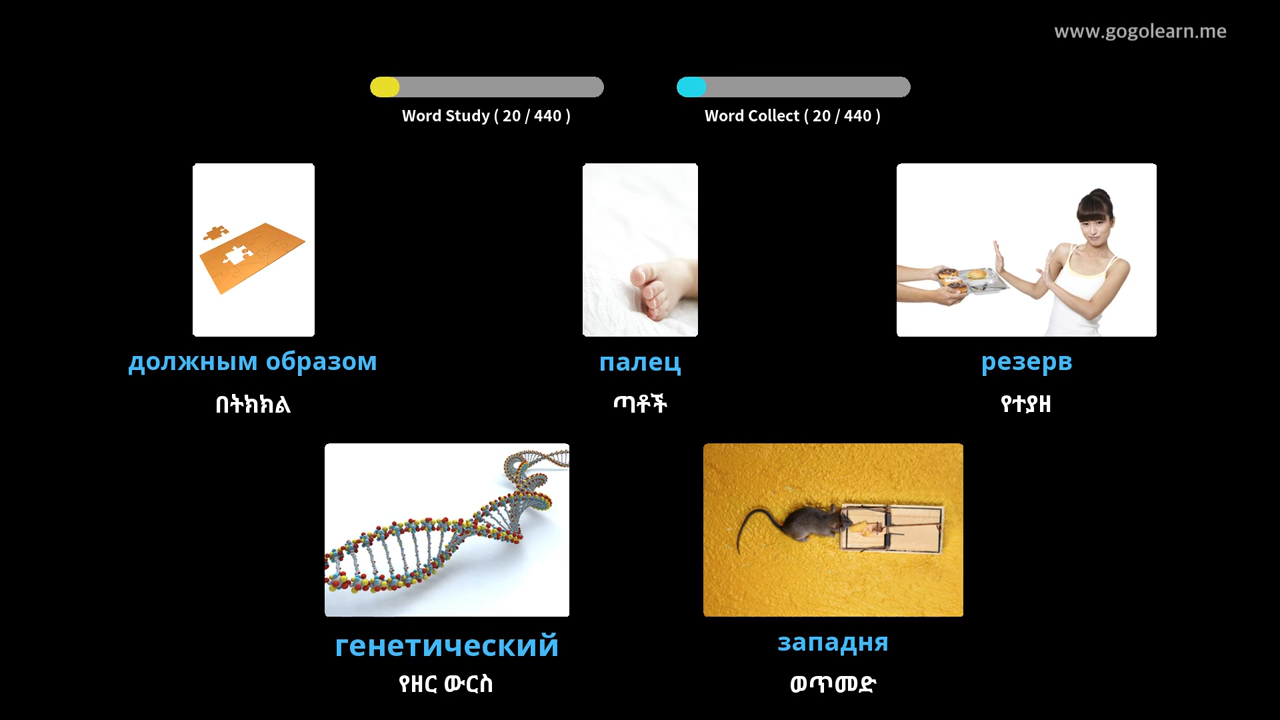 www.gogolearn.me
Word Study ( 20 / 440 )
Word Collect ( 20 / 440 )
должным образом
палец
резерв
በትክክል
ጣቶች
የተያዘ
генетический
западня
የዘር ውርስ
ወጥመድ